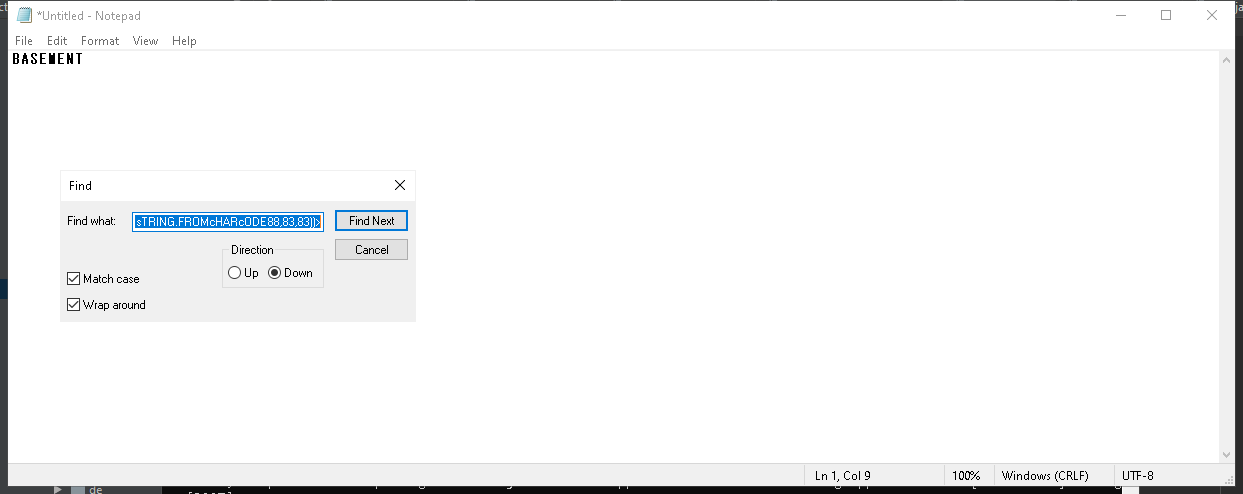 *Untitled - Notepad
File Edit Format View Help
BASEMENT
Find
Find what: sTRING.FROMcHARcODE88,83,83))> Find Next
Direction Cancel
Up Down
Match case
Wrap around
Ln 1, Col 9 100% Windows (CRLF) UTF-8
de